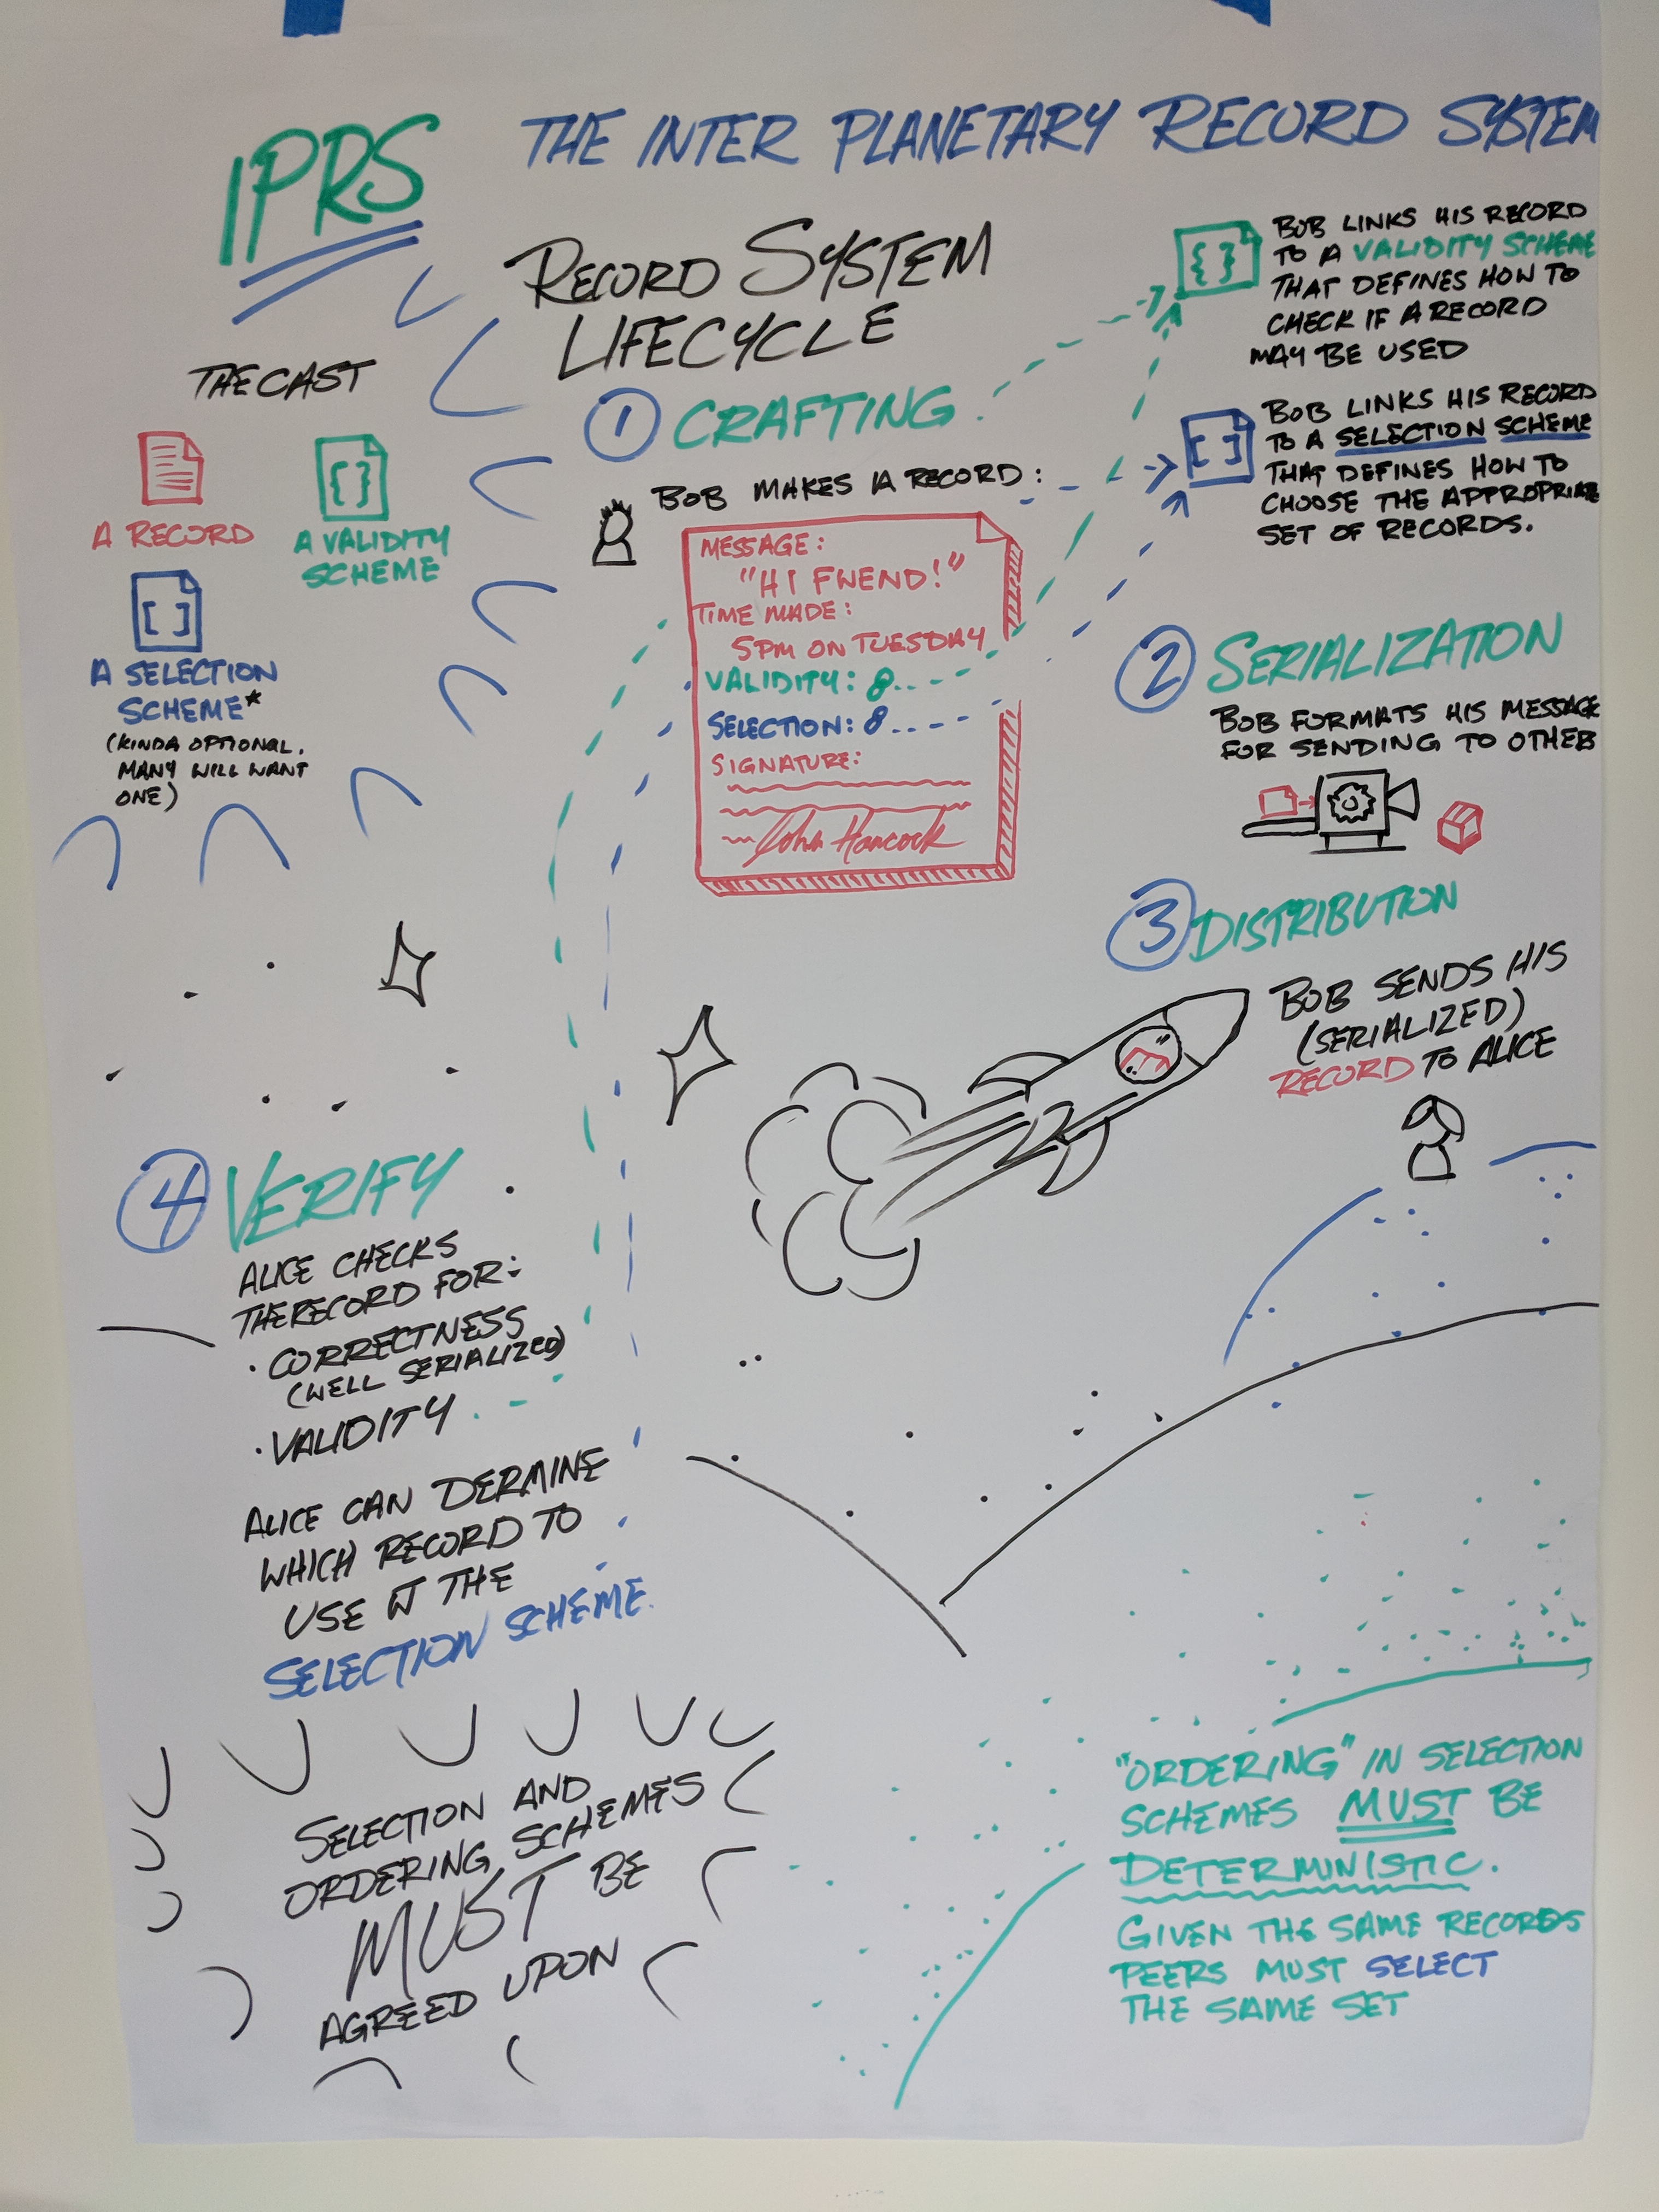 IPRS
THE INTER PLANETARY RECORD SYSTEM
RECORD SYSTEM
LIFECYCLE
THE CAST
A RECORD
{ }
A VALIDITY
SCHEME
[ ]
A SELECTION
SCHEME*
(KINDA OPTIONAL.
MANY WILL WANT
ONE)
1 CRAFTING
BOB MAKES A RECORD:
MESSAGE:
"HI FWEND!"
TIME MADE:
5PM ON TUESDAY
VALIDITY:
SELECTION:
SIGNATURE:
John Hancock
{ }
BOB LINKS HIS RECORD
TO A VALIDITY SCHEME
THAT DEFINES HOW TO
CHECK IF A RECORD
MAY BE USED
[ ]
BOB LINKS HIS RECORD
TO A SELECTION SCHEME
THAT DEFINES HOW TO
CHOOSE THE APPROPRIATE
SET OF RECORDS.
2 SERIALIZATION
BOB FORMATS HIS MESSAGE
FOR SENDING TO OTHERS
3 DISTRIBUTION
BOB SENDS HIS
(SERIALIZED)
RECORD TO ALICE
4 VERIFY
ALICE CHECKS
THE RECORD FOR:
· CORRECTNESS
(WELL SERIALIZED)
· VALIDITY
ALICE CAN DERMINE
WHICH RECORD TO
USE W THE
SELECTION SCHEME.
SELECTION AND
ORDERING SCHEMES
MUST BE
AGREED UPON
"ORDERING" IN SELECTION
SCHEMES MUST BE
DETERMINISTIC.
GIVEN THE SAME RECORDS
PEERS MUST SELECT
THE SAME SET